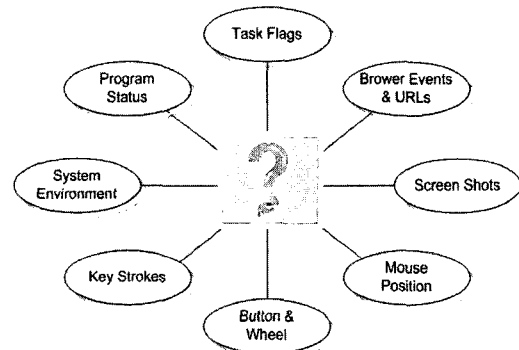 Task Flags
Program
Status
Brower Events
& URLs
System
Environment
?
Screen Shots
Key Strokes
Mouse
Position
Button &
Wheel